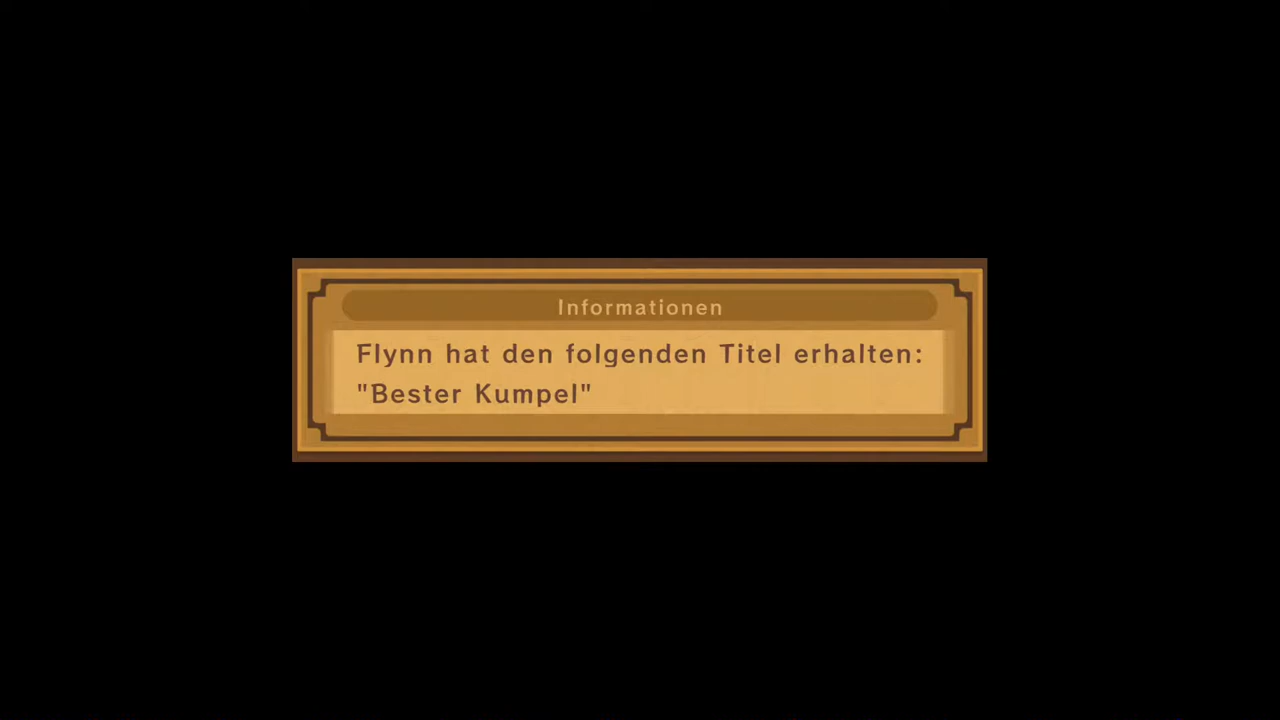 Informationen
Flynn hat den folgenden Titel erhalten:
"Bester Kumpel"